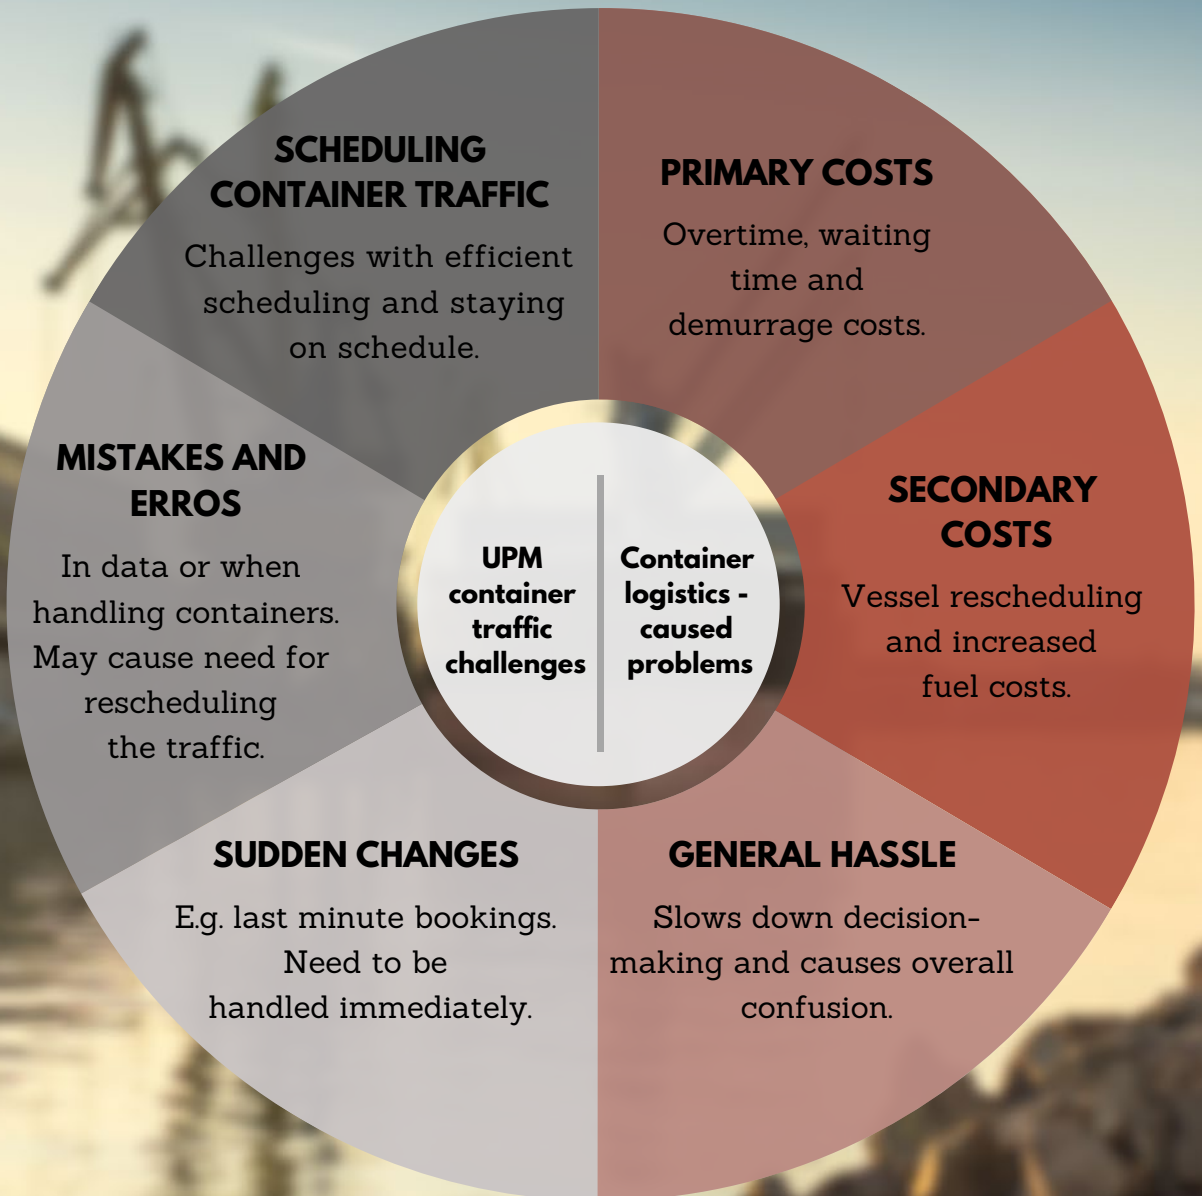 SCHEDULING
CONTAINER TRAFFIC
Challenges with efficient
scheduling and staying
on schedule.
PRIMARY COSTS
Overtime, waiting
time and
demurrage costs.
MISTAKES AND
ERROS
In data or when
handling containers.
May cause need for
rescheduling
the traffic.
UPM
container
traffic
challenges
Container
logistics -
caused
problems
SECONDARY
COSTS
Vessel rescheduling
and increased
fuel costs.
SUDDEN CHANGES
E.g. last minute bookings.
Need to be
handled immediately.
GENERAL HASSLE
Slows down decision-
making and causes overall
confusion.